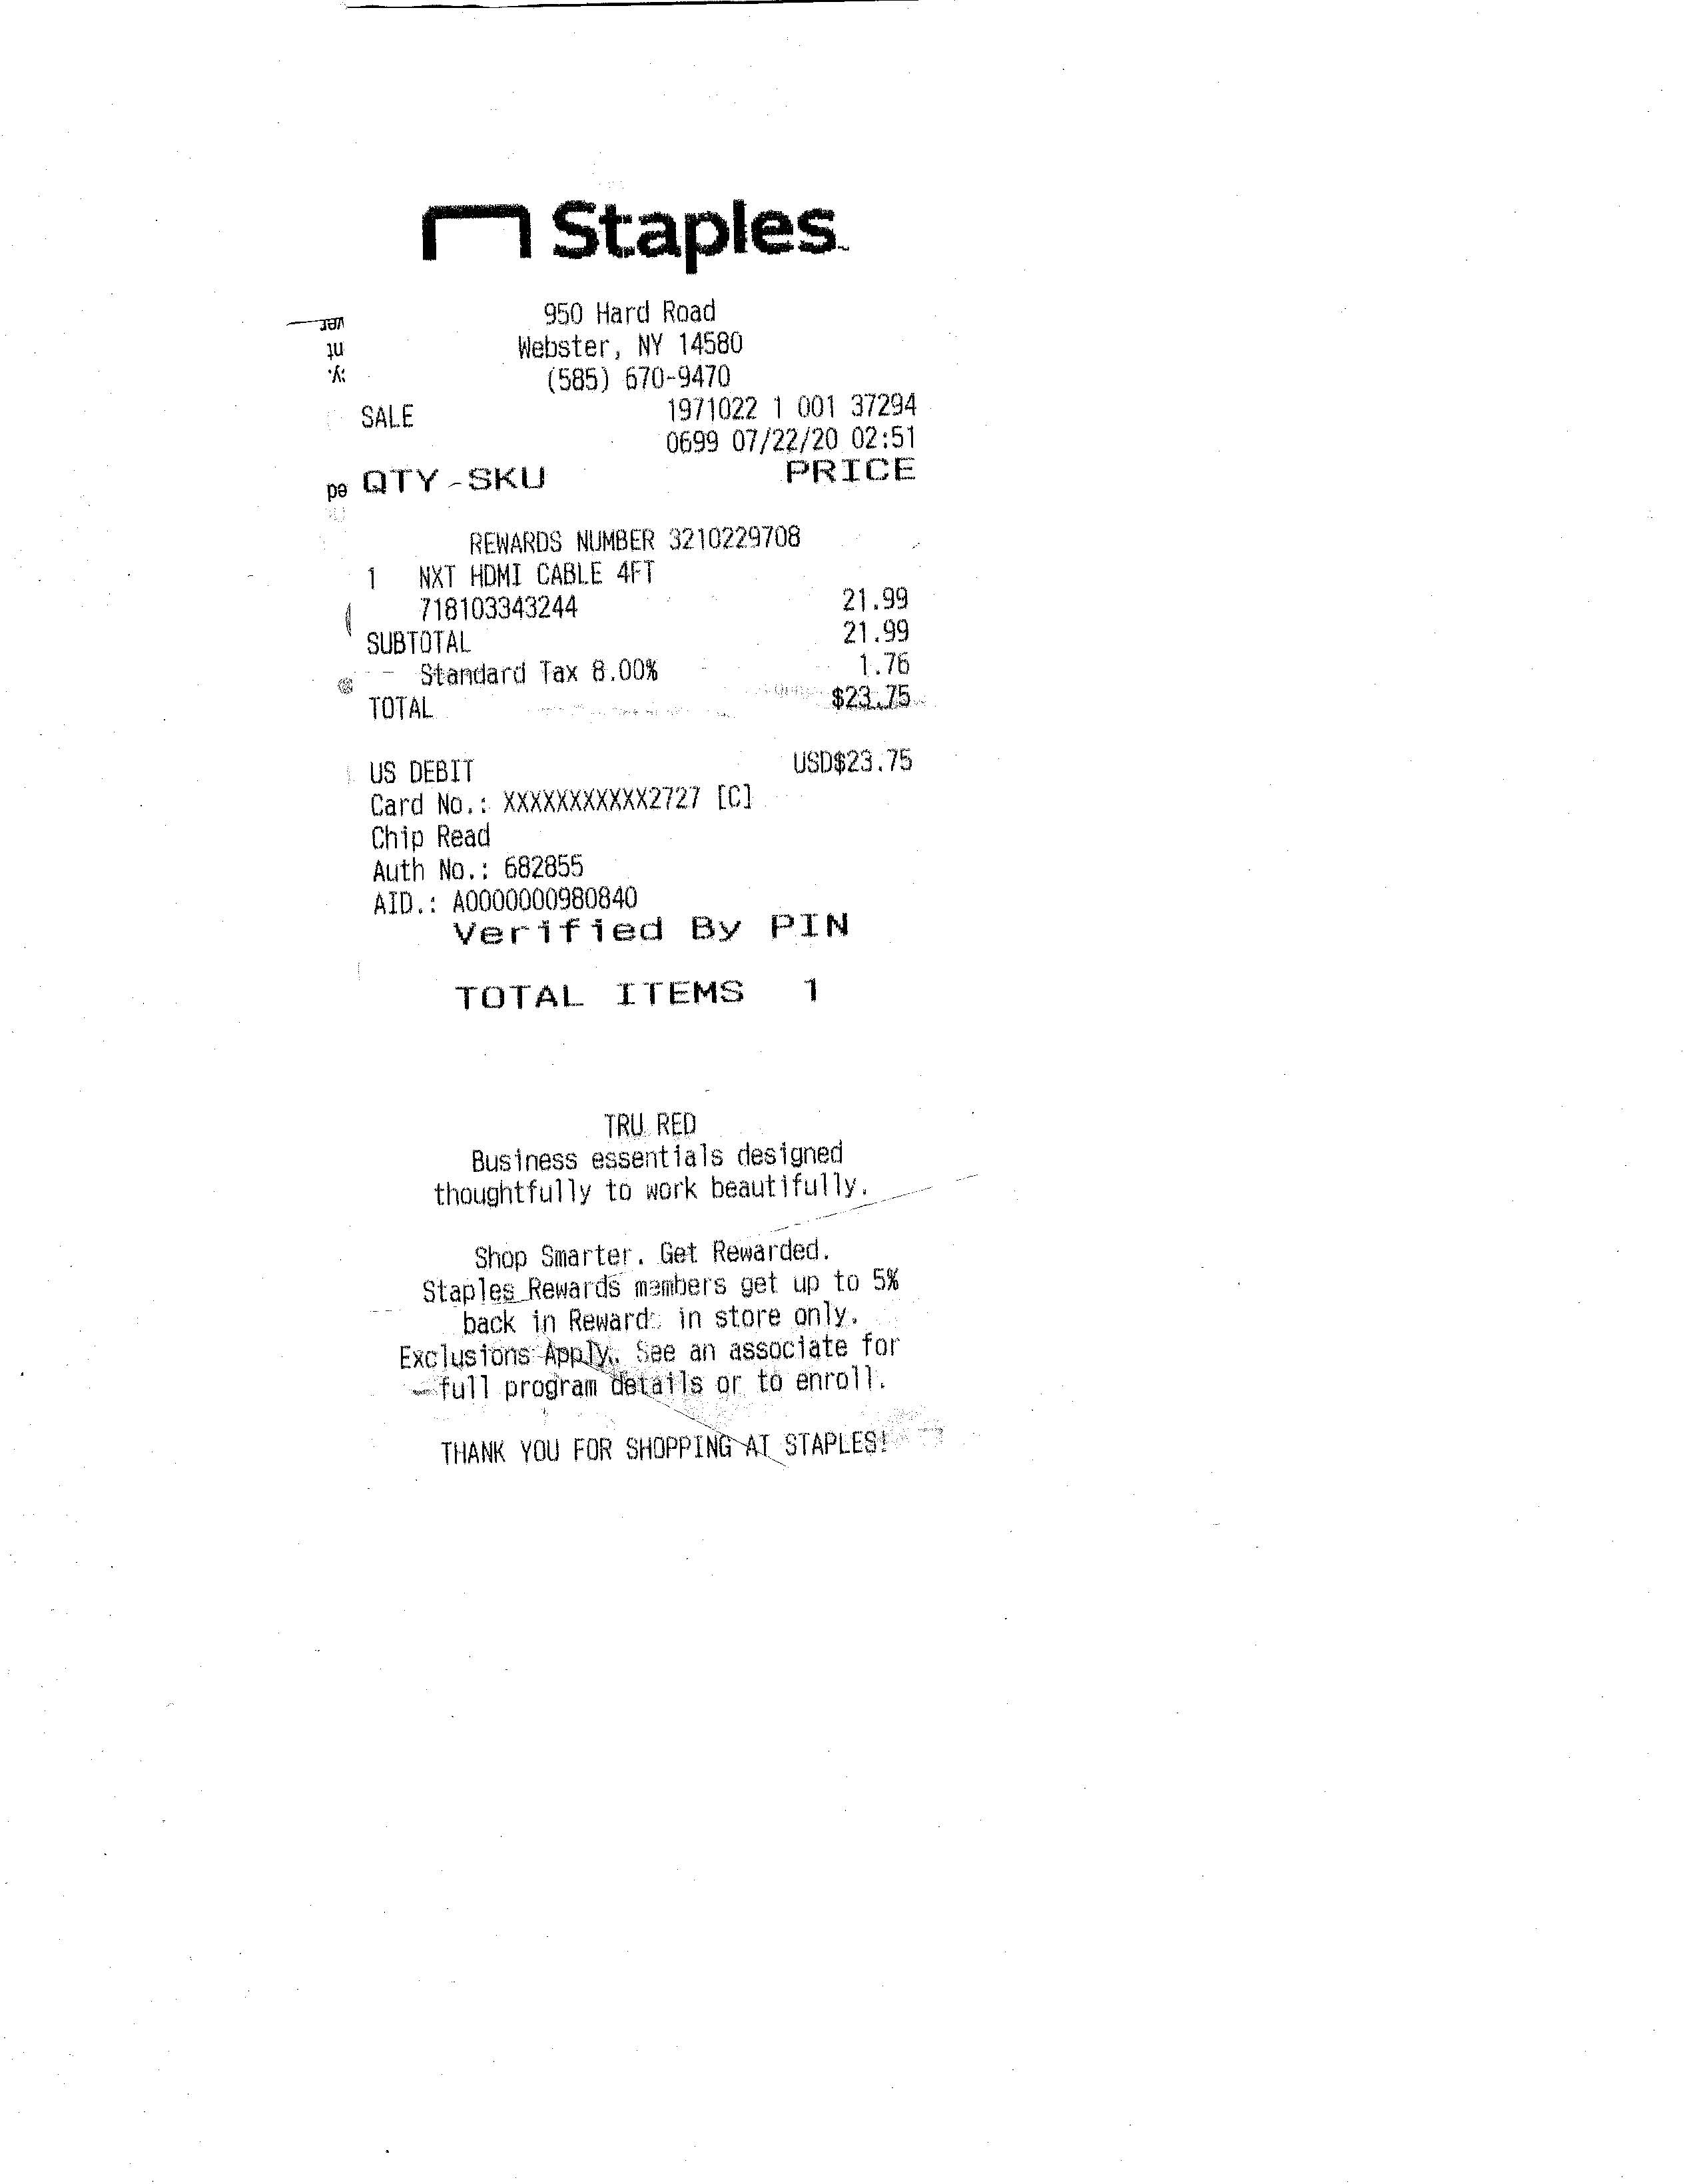 Staples
950 Hard Road
Webster, NY 14580
(585) 670-9470
SALE 1971022 1 001 37294
0699 07/22/20 02:51
QTY SKU PRICE
REWARDS NUMBER 3210229708
1 NXT HDMI CABLE 4FT
718103343244 21.99
SUBTOTAL 21.99
Standard Tax 8.00% 1.76
TOTAL $23.75
US DEBIT USD$23.75
Card No.: XXXXXXXXXXX2727 [C]
Chip Read
Auth No.: 682855
AID.: A0000000980840
Verified By PIN
TOTAL ITEMS 1
TRU RED
Business essentials designed
thoughtfully to work beautifully.
Shop Smarter. Get Rewarded.
Staples Rewards members get up to 5%
back in Rewards in store only.
Exclusions Apply. See an associate for
full program details or to enroll.
THANK YOU FOR SHOPPING AT STAPLES!